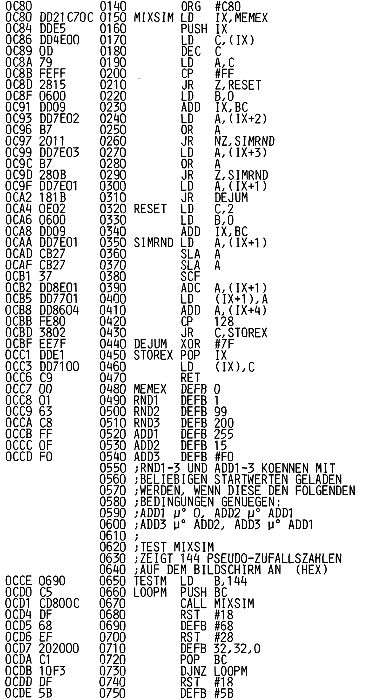 0C80 0140 ORG #C80
0C80 DD21C70C 0150 MIXSIM LD IX,MEMEX
0C84 DDE5 0160 PUSH IX
0C86 DD4E00 0170 LD C,(IX)
0C89 0D 0180 DEC C
0C8A 79 0190 LD A,C
0C8B FEFF 0200 CP #FF
0C8D 2815 0210 JR Z,RESET
0C8F 0600 0220 LD B,0
0C91 DD09 0230 ADD IX,BC
0C93 DD7E02 0240 LD A,(IX+2)
0C96 B7 0250 OR A
0C97 2011 0260 JR NZ,SIMRND
0C99 DD7E03 0270 LD A,(IX+3)
0C9C B7 0280 OR A
0C9D 280B 0290 JR Z,SIMRND
0C9F DD7E01 0300 LD A,(IX+1)
0CA2 181B 0310 JR DEJUM
0CA4 0E02 0320 RESET LD C,2
0CA6 0600 0330 LD B,0
0CA8 DD09 0340 ADD IX,BC
0CAA DD7E01 0350 SIMRND LD A,(IX+1)
0CAD CB27 0360 SLA A
0CAF CB27 0370 SLA A
0CB1 37 0380 SCF
0CB2 DD8E01 0390 ADC A,(IX+1)
0CB5 DD7701 0400 LD (IX+1),A
0CB8 DD8604 0410 ADD A,(IX+4)
0CBB FE80 0420 CP 128
0CBD 3802 0430 JR C,STOREX
0CBF EE7F 0440 DEJUM XOR #7F
0CC1 DDE1 0450 STOREX POP IX
0CC3 DD7100 0460 LD (IX),C
0CC6 C9 0470 RET
0CC7 00 0480 MEMEX DEFB 0
0CC8 01 0490 RND1 DEFB 1
0CC9 63 0500 RND2 DEFB 99
0CCA C8 0510 RND3 DEFB 200
0CCB FF 0520 ADD1 DEFB 255
0CCC 0F 0530 ADD2 DEFB 15
0CCD F0 0540 ADD3 DEFB #F0
0550 ;RND1-3 UND ADD1-3 KOENNEN MIT
0560 ;BELIEBIGEN STARTWERTEN GELADEN
0570 ;WERDEN, WENN DIESE DEN FOLGENDEN
0580 ;BEDINGUNGEN GENUEGEN:
0590 ;ADD1 µ° 0, ADD2 µ° ADD1
0600 ;ADD3 µ° ADD2, ADD3 µ° ADD1
0610 ;
0620 ;TEST MIXSIM
0630 ;ZEIGT 144 PSEUDO-ZUFALLSZAHLEN
0640 ;AUF DEM BILDSCHIRM AN (HEX)
0CCE 0690 0650 TESTM LD B,144
0CD0 C5 0660 LOOPM PUSH BC
0CD1 CD800C 0670 CALL MIXSIM
0CD4 DF 0680 RST #18
0CD5 68 0690 DEFB #68
0CD6 EF 0700 RST #28
0CD7 202000 0710 DEFB 32,32,0
0CDA C1 0720 POP BC
0CDB 10F3 0730 DJNZ LOOPM
0CDD DF 0740 RST #18
0CDE 5B 0750 DEFB #5B